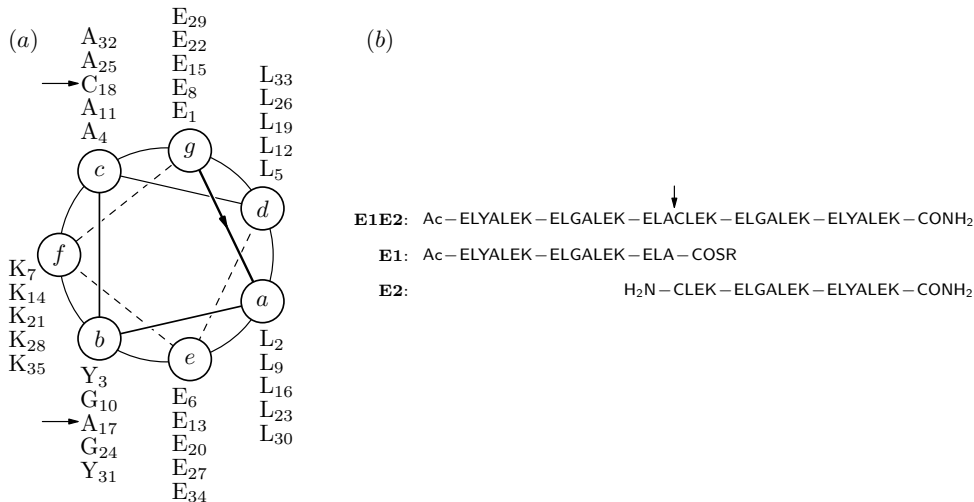 (a)
E₂₉
E₂₂
E₁₅
E₈
E₁
A₃₂
A₂₅
C₁₈
A₁₁
A₄
L₃₃
L₂₆
L₁₉
L₁₂
L₅
g
c
d
f
a
b
e
K₇
K₁₄
K₂₁
K₂₈
K₃₅
Y₃
G₁₀
A₁₇
G₂₄
Y₃₁
E₆
E₁₃
E₂₀
E₂₇
E₃₄
L₂
L₉
L₁₆
L₂₃
L₃₀
(b)
E1E2: Ac–ELYALEK–ELGALEK–ELACLEK–ELGALEK–ELYALEK–CONH₂
E1: Ac–ELYALEK–ELGALEK–ELA–COSR
E2: H₂N–CLEK–ELGALEK–ELYALEK–CONH₂